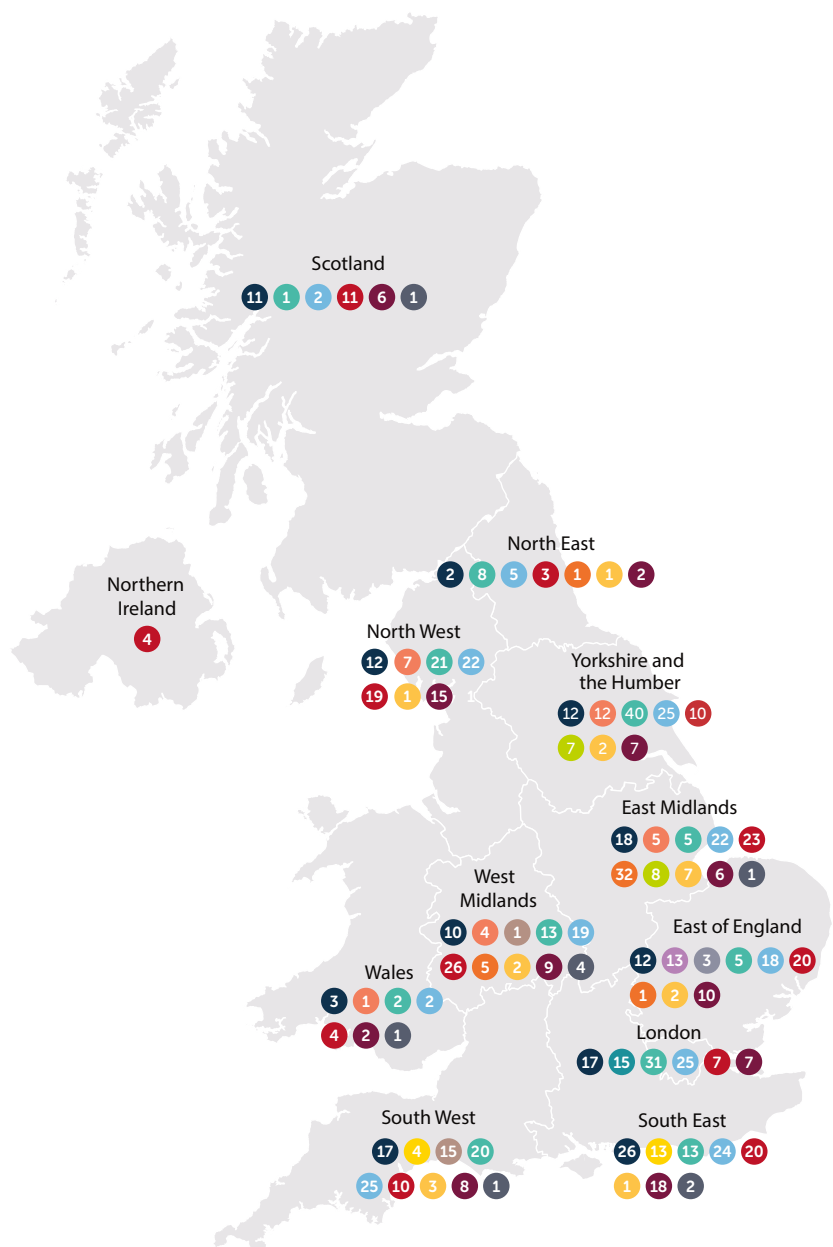 Scotland
11 1 2 11 6 1
North East
2 8 5 3 1 1 2
Northern
Ireland
4
North West
12 7 21 22
19 1 15
Yorkshire and
the Humber
12 12 40 25 10
7 2 7
East Midlands
18 5 5 22 23
32 8 7 6 1
West
Midlands
10 4 1 13 19
26 5 2 9 4
East of England
12 13 3 5 18 20
1 2 10
Wales
3 1 2 2
4 2 1
London
17 15 31 25 7 7
South West
17 4 15 20
25 10 3 8 1
South East
26 13 13 24 20
1 18 2